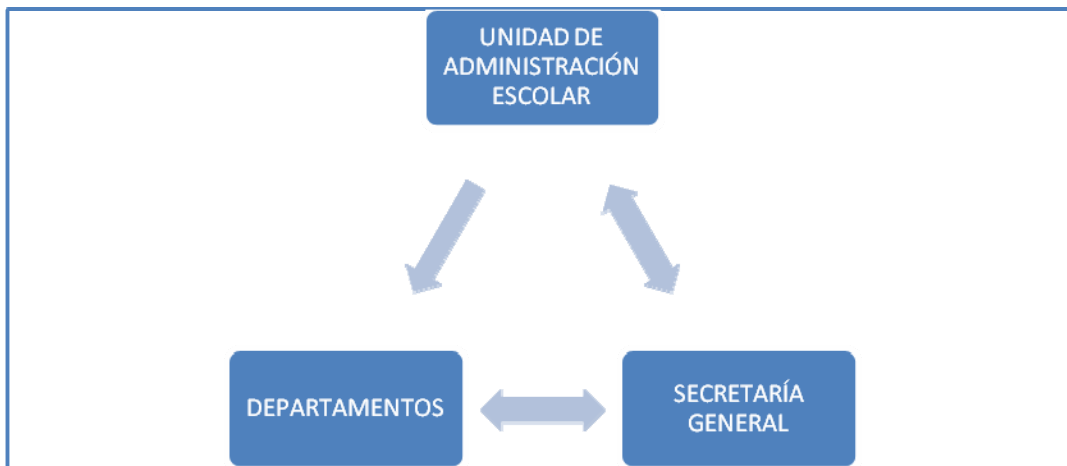 UNIDAD DE
ADMINISTRACIÓN
ESCOLAR
DEPARTAMENTOS
SECRETARÍA
GENERAL